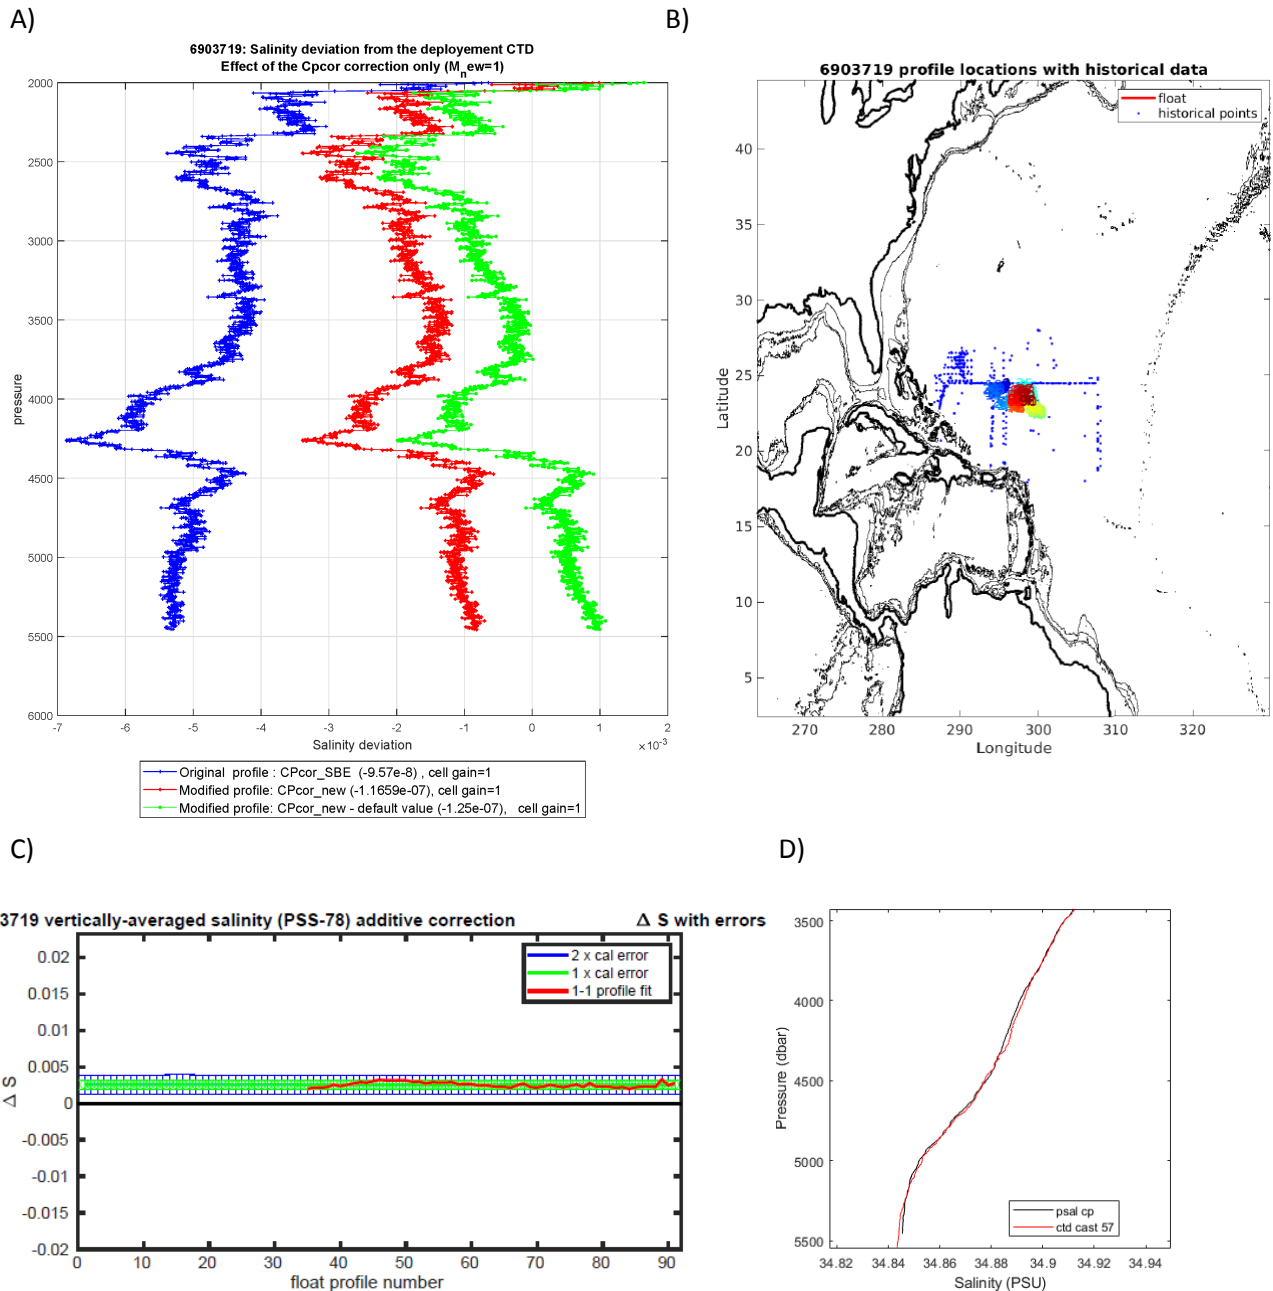 A)
6903719: Salinity deviation from the deployement CTD
Effect of the Cpcor correction only (M_new=1)
2000
2500
3000
3500
4000
4500
5000
5500
6000
pressure
-7
-6
-5
-4
-3
-2
-1
0
1
2
Salinity deviation
×10⁻³
Original profile : CPcor_SBE (-9.57e-8) , cell gain=1
Modified profile: CPcor_new (-1.1659e-07), cell gain=1
Modified profile: CPcor_new - default value (-1.25e-07), cell gain=1
B)
6903719 profile locations with historical data
float
historical points
40
35
30
25
20
15
10
5
Latitude
270
280
290
300
310
320
Longitude
C)
3719 vertically-averaged salinity (PSS-78) additive correction
Δ S with errors
2 x cal error
1 x cal error
1-1 profile fit
0.02
0.015
0.01
0.005
0
-0.005
-0.01
-0.015
-0.02
Δ S
0
10
20
30
40
50
60
70
80
90
float profile number
D)
3500
4000
4500
5000
5500
Pressure (dbar)
psal cp
ctd cast 57
34.82
34.84
34.86
34.88
34.9
34.92
34.94
Salinity (PSU)